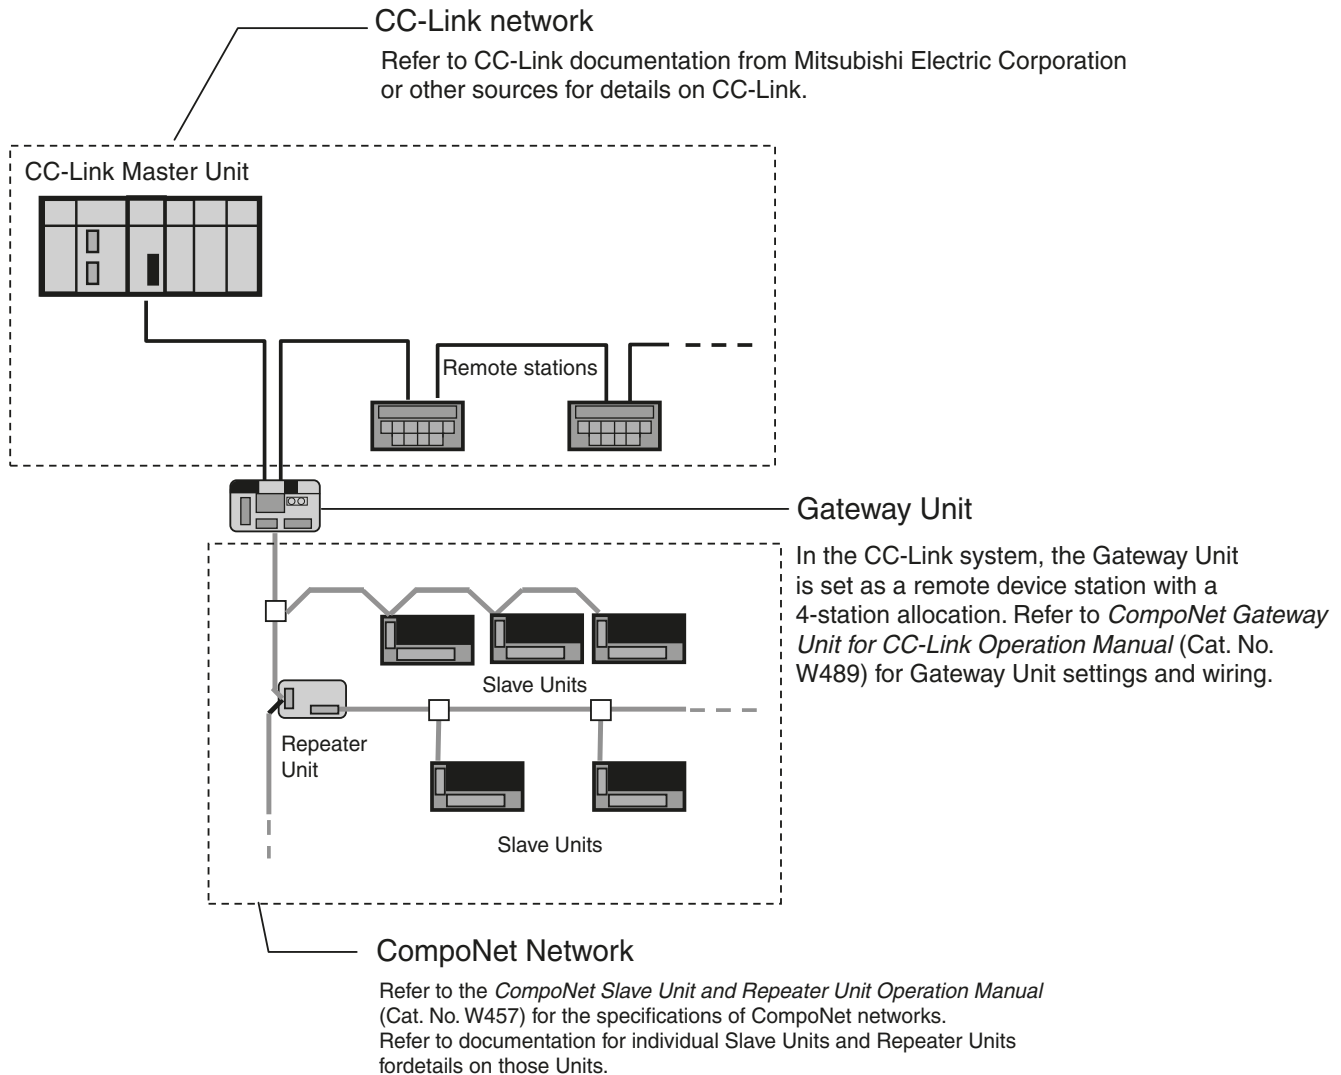 CC-Link network
Refer to CC-Link documentation from Mitsubishi Electric Corporation
or other sources for details on CC-Link.
CC-Link Master Unit
Remote stations
Gateway Unit
In the CC-Link system, the Gateway Unit
is set as a remote device station with a
4-station allocation. Refer to CompoNet Gateway
Unit for CC-Link Operation Manual (Cat. No.
W489) for Gateway Unit settings and wiring.
Slave Units
Repeater
Unit
Slave Units
CompoNet Network
Refer to the CompoNet Slave Unit and Repeater Unit Operation Manual
(Cat. No. W457) for the specifications of CompoNet networks.
Refer to documentation for individual Slave Units and Repeater Units
fordetails on those Units.